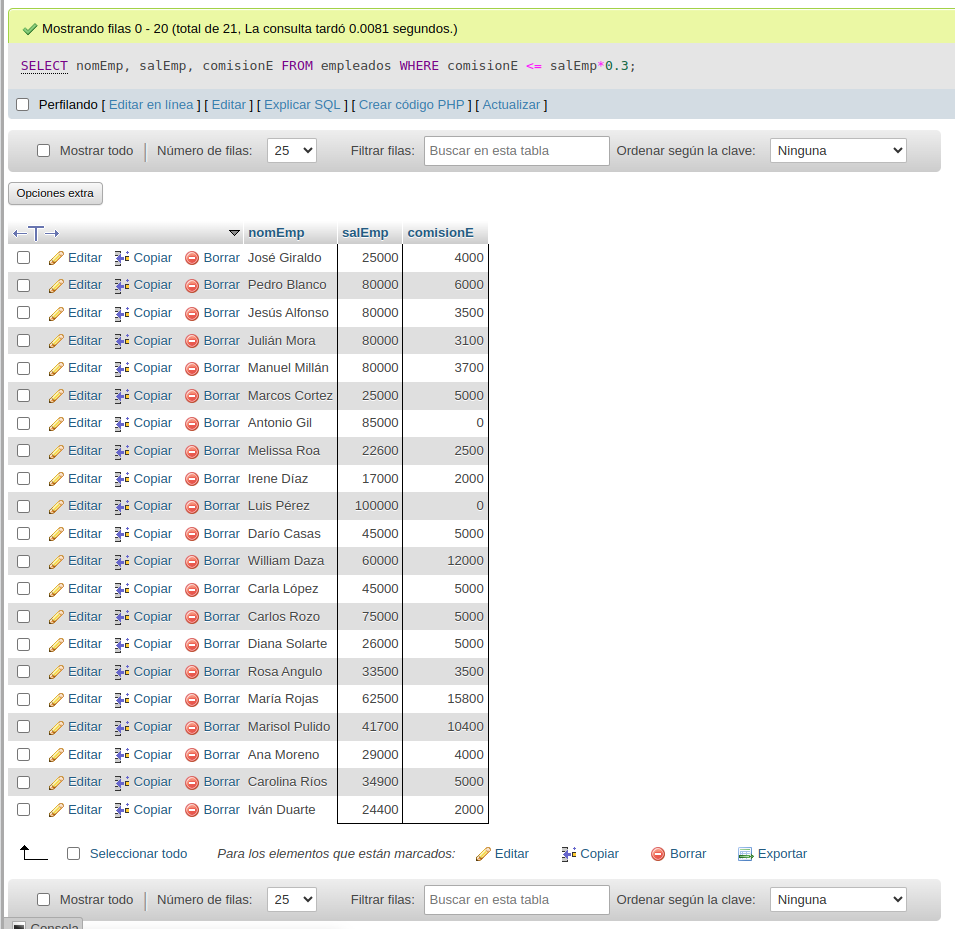 Mostrando filas 0 - 20 (total de 21, La consulta tardó 0.0081 segundos.)
SELECT nomEmp, salEmp, comisionE FROM empleados WHERE comisionE <= salEmp*0.3;
Perfilando [ Editar en línea ] [ Editar ] [ Explicar SQL ] [ Crear código PHP ] [ Actualizar ]
Mostrar todo Número de filas: 25 Filtrar filas: Buscar en esta tabla Ordenar según la clave: Ninguna
Opciones extra
nomEmp salEmp comisionE
Editar Copiar Borrar José Giraldo 25000 4000
Editar Copiar Borrar Pedro Blanco 80000 6000
Editar Copiar Borrar Jesús Alfonso 80000 3500
Editar Copiar Borrar Julián Mora 80000 3100
Editar Copiar Borrar Manuel Millán 80000 3700
Editar Copiar Borrar Marcos Cortez 25000 5000
Editar Copiar Borrar Antonio Gil 85000 0
Editar Copiar Borrar Melissa Roa 22600 2500
Editar Copiar Borrar Irene Díaz 17000 2000
Editar Copiar Borrar Luis Pérez 100000 0
Editar Copiar Borrar Darío Casas 45000 5000
Editar Copiar Borrar William Daza 60000 12000
Editar Copiar Borrar Carla López 45000 5000
Editar Copiar Borrar Carlos Rozo 75000 5000
Editar Copiar Borrar Diana Solarte 26000 5000
Editar Copiar Borrar Rosa Angulo 33500 3500
Editar Copiar Borrar María Rojas 62500 15800
Editar Copiar Borrar Marisol Pulido 41700 10400
Editar Copiar Borrar Ana Moreno 29000 4000
Editar Copiar Borrar Carolina Ríos 34900 5000
Editar Copiar Borrar Iván Duarte 24400 2000
Seleccionar todo Para los elementos que están marcados: Editar Copiar Borrar Exportar
Mostrar todo Número de filas: 25 Filtrar filas: Buscar en esta tabla Ordenar según la clave: Ninguna
Consola